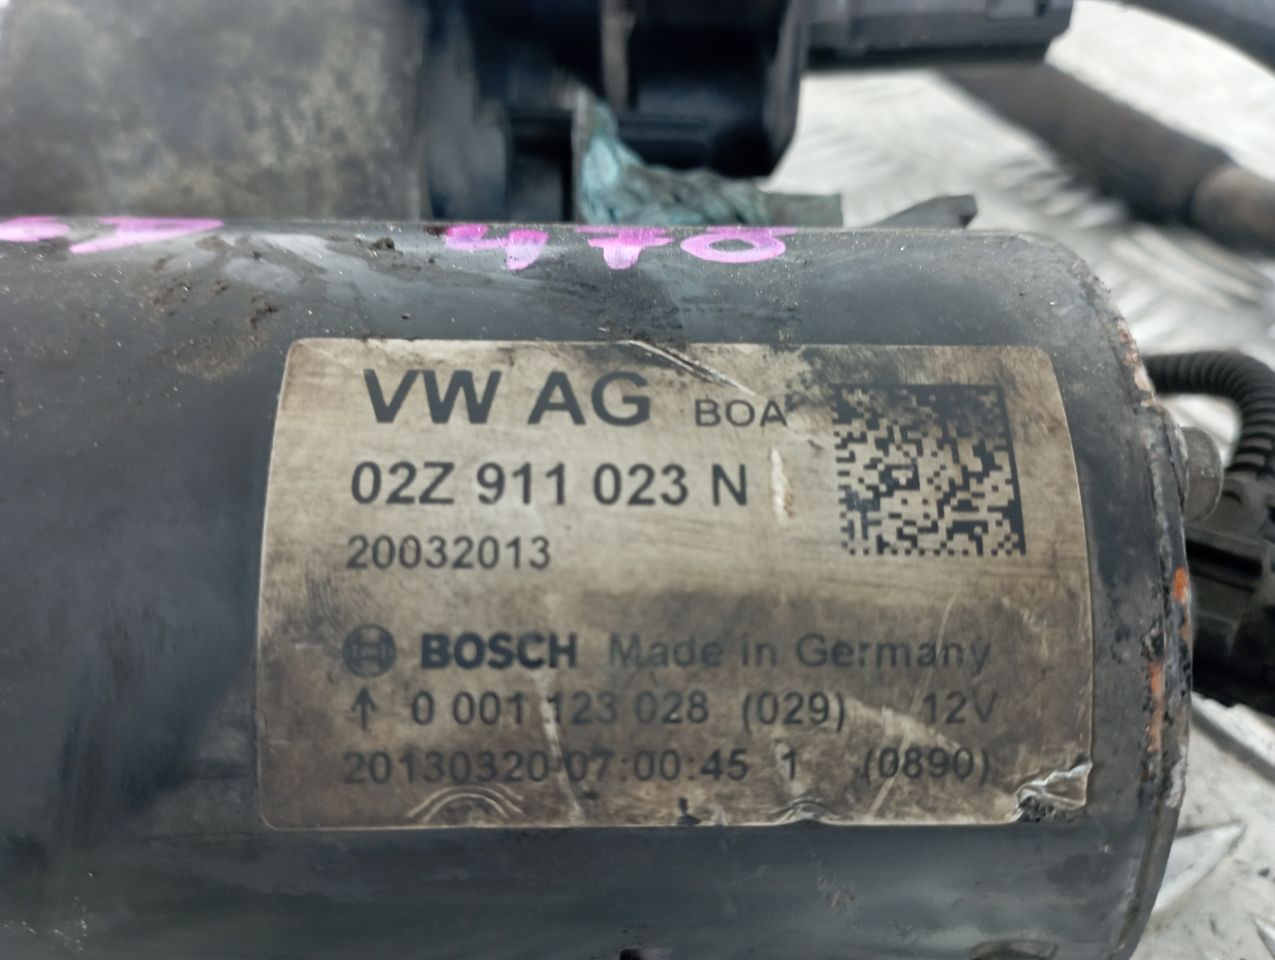 478
VW AG BOA
02Z 911 023 N
20032013
BOSCH Made in Germany
↑ 0 001 123 028 (029) 12V
20130320 07:00:45 1 (0890)